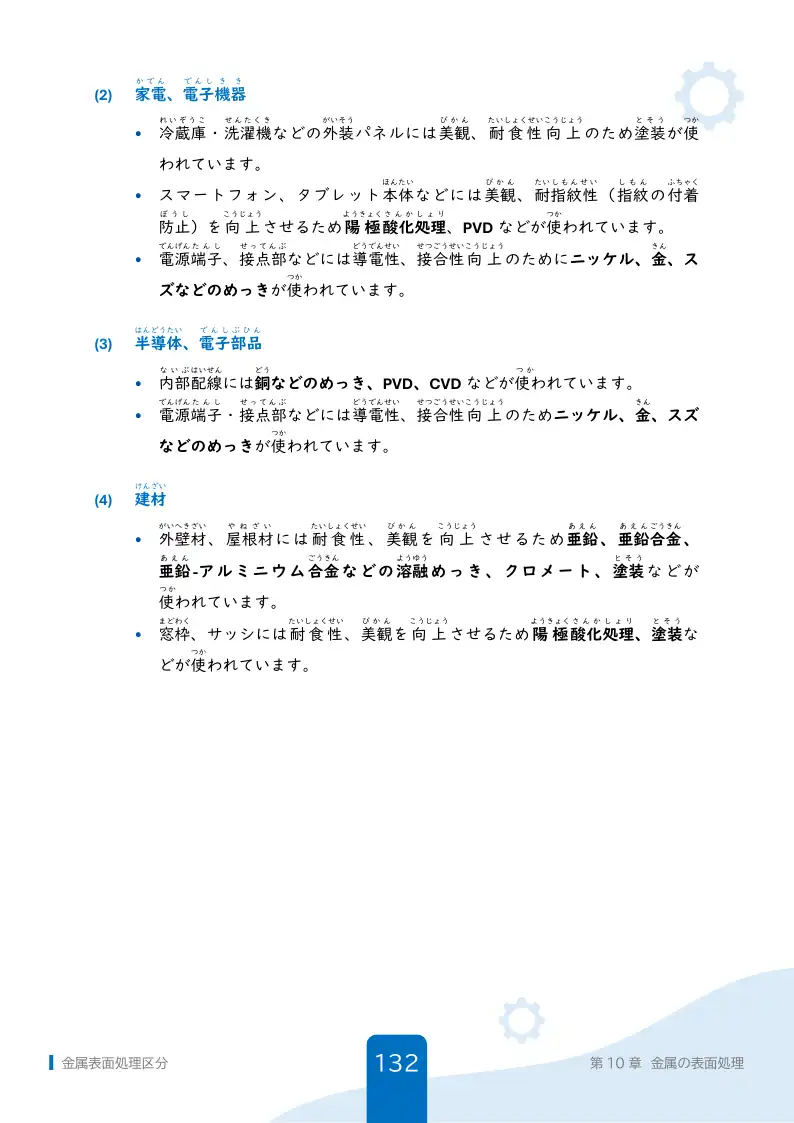 (2) 家電、電子機器
• 冷蔵庫・洗濯機などの外装パネルには美観、耐食性向上のため塗装が使
われています。
• スマートフォン、タブレット本体などには美観、耐指紋性（指紋の付着
防止）を向上させるため陽極酸化処理、PVD などが使われています。
• 電源端子、接点部などには導電性、接合性向上のためにニッケル、金、ス
ズなどのめっきが使われています。
(3) 半導体、電子部品
• 内部配線には銅などのめっき、PVD、CVD などが使われています。
• 電源端子・接点部などには導電性、接合性向上のためニッケル、金、スズ
などのめっきが使われています。
(4) 建材
• 外壁材、屋根材には耐食性、美観を向上させるため亜鉛、亜鉛合金、
亜鉛-アルミニウム合金などの溶融めっき、クロメート、塗装などが
使われています。
• 窓枠、サッシには耐食性、美観を向上させるため陽極酸化処理、塗装な
どが使われています。
金属表面処理区分
132
第 10 章 金属の表面処理